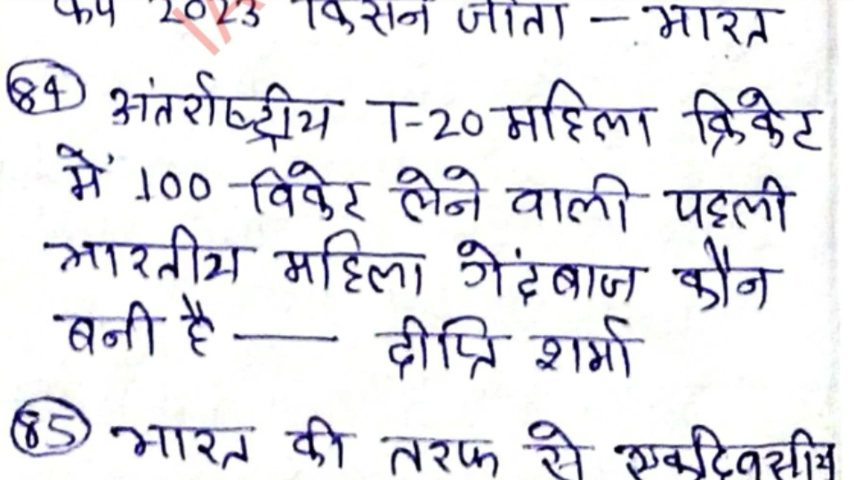 कप 2023 किसने जीता – भारत
84 अंतर्राष्ट्रीय T-20 महिला क्रिकेट
में 100 विकेट लेने वाली पहली
भारतीय महिला गेंदबाज कौन
बनी है — दीप्ति शर्मा
85 भारत की तरफ से एकदिवसीय